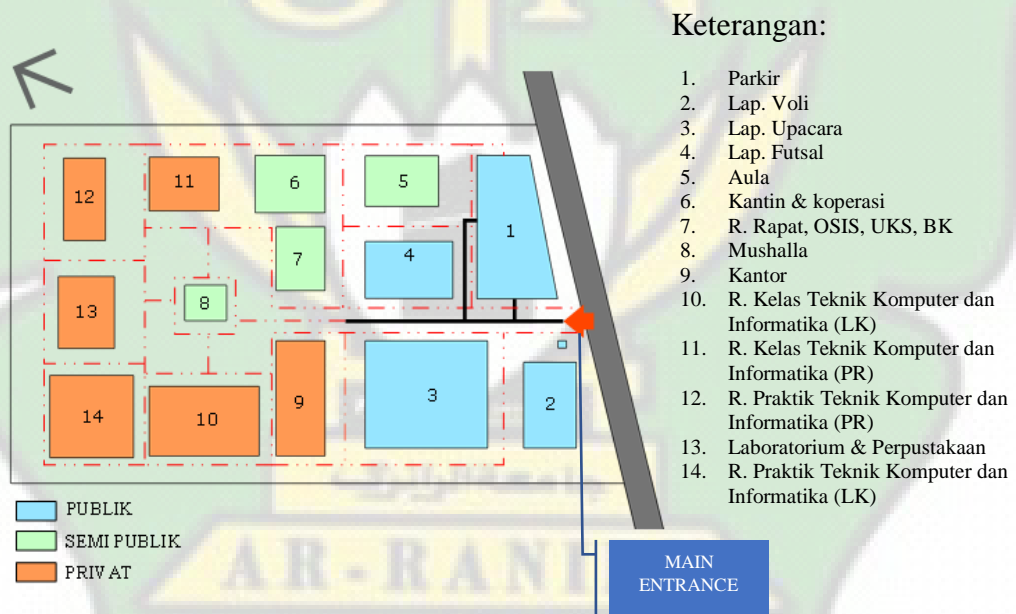 Keterangan:
1. Parkir
2. Lap. Voli
3. Lap. Upacara
4. Lap. Futsal
5. Aula
6. Kantin & koperasi
7. R. Rapat, OSIS, UKS, BK
8. Mushalla
9. Kantor
10. R. Kelas Teknik Komputer dan
Informatika (LK)
11. R. Kelas Teknik Komputer dan
Informatika (PR)
12. R. Praktik Teknik Komputer dan
Informatika (PR)
13. Laboratorium & Perpustakaan
14. R. Praktik Teknik Komputer dan
Informatika (LK)
12
11
6
5
1
7
4
13
8
14
10
9
3
2
PUBLIK
SEMI PUBLIK
PRIVAT
MAIN
ENTRANCE
AR-RANI